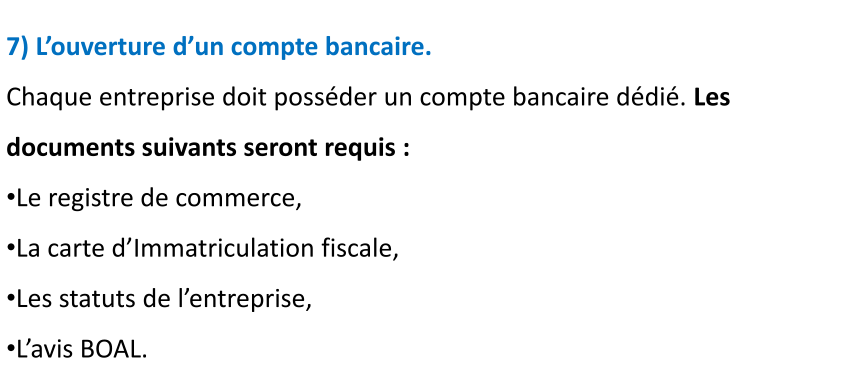 7) L’ouverture d’un compte bancaire.
Chaque entreprise doit posséder un compte bancaire dédié. Les
documents suivants seront requis :
•Le registre de commerce,
•La carte d’Immatriculation fiscale,
•Les statuts de l’entreprise,
•L’avis BOAL.